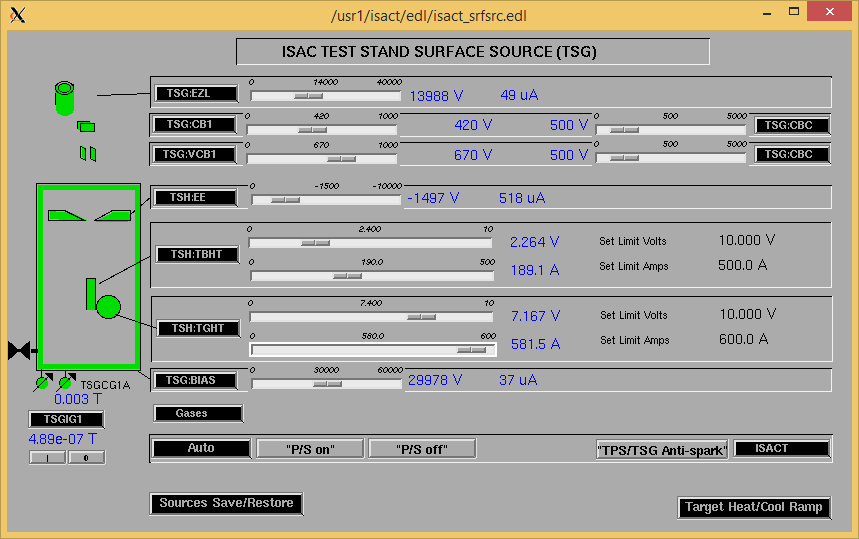 /usr1/isact/edl/isact_srfsrc.edl
ISAC TEST STAND SURFACE SOURCE (TSG)
TSG:EZL 0 14000 40000 13988 V 49 uA
TSG:CB1 0 420 1000 420 V 500 V 0 500 5000 TSG:CBC
TSG:VCB1 0 670 1000 670 V 500 V 0 500 5000 TSG:CBC
TSH:EE 0 -1500 -10000 -1497 V 518 uA
TSH:TBHT
0 2.400 10 2.264 V Set Limit Volts 10.000 V
0 190.0 500 189.1 A Set Limit Amps 500.0 A
TSH:TGHT
0 7.400 10 7.167 V Set Limit Volts 10.000 V
0 580.0 600 581.5 A Set Limit Amps 600.0 A
TSG:BIAS 0 30000 60000 29978 V 37 uA
TSGCG1A
0.003 T
TSGIG1
4.89e-07 T
I 0
Gases
Auto "P/S on" "P/S off" "TPS/TSG Anti-spark" ISACT
Sources Save/Restore Target Heat/Cool Ramp